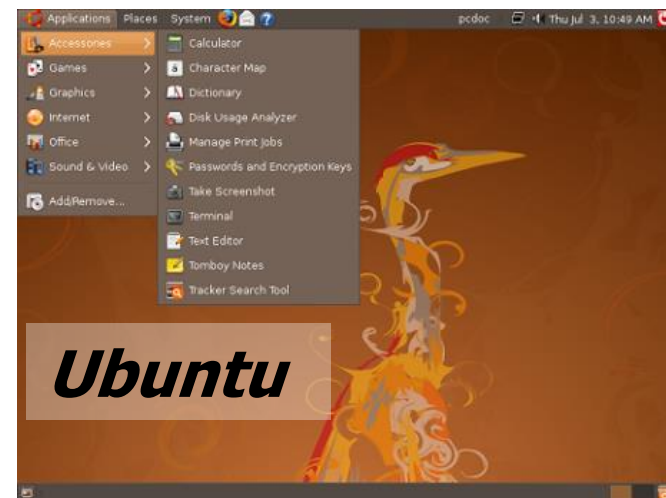 Applications Places System pcdoc Thu Jul 3, 10:49 AM
Accessories
Games
Graphics
Internet
Office
Sound & Video
Add/Remove...
Calculator
Character Map
Dictionary
Disk Usage Analyzer
Manage Print Jobs
Passwords and Encryption Keys
Take Screenshot
Terminal
Text Editor
Tomboy Notes
Tracker Search Tool
Ubuntu